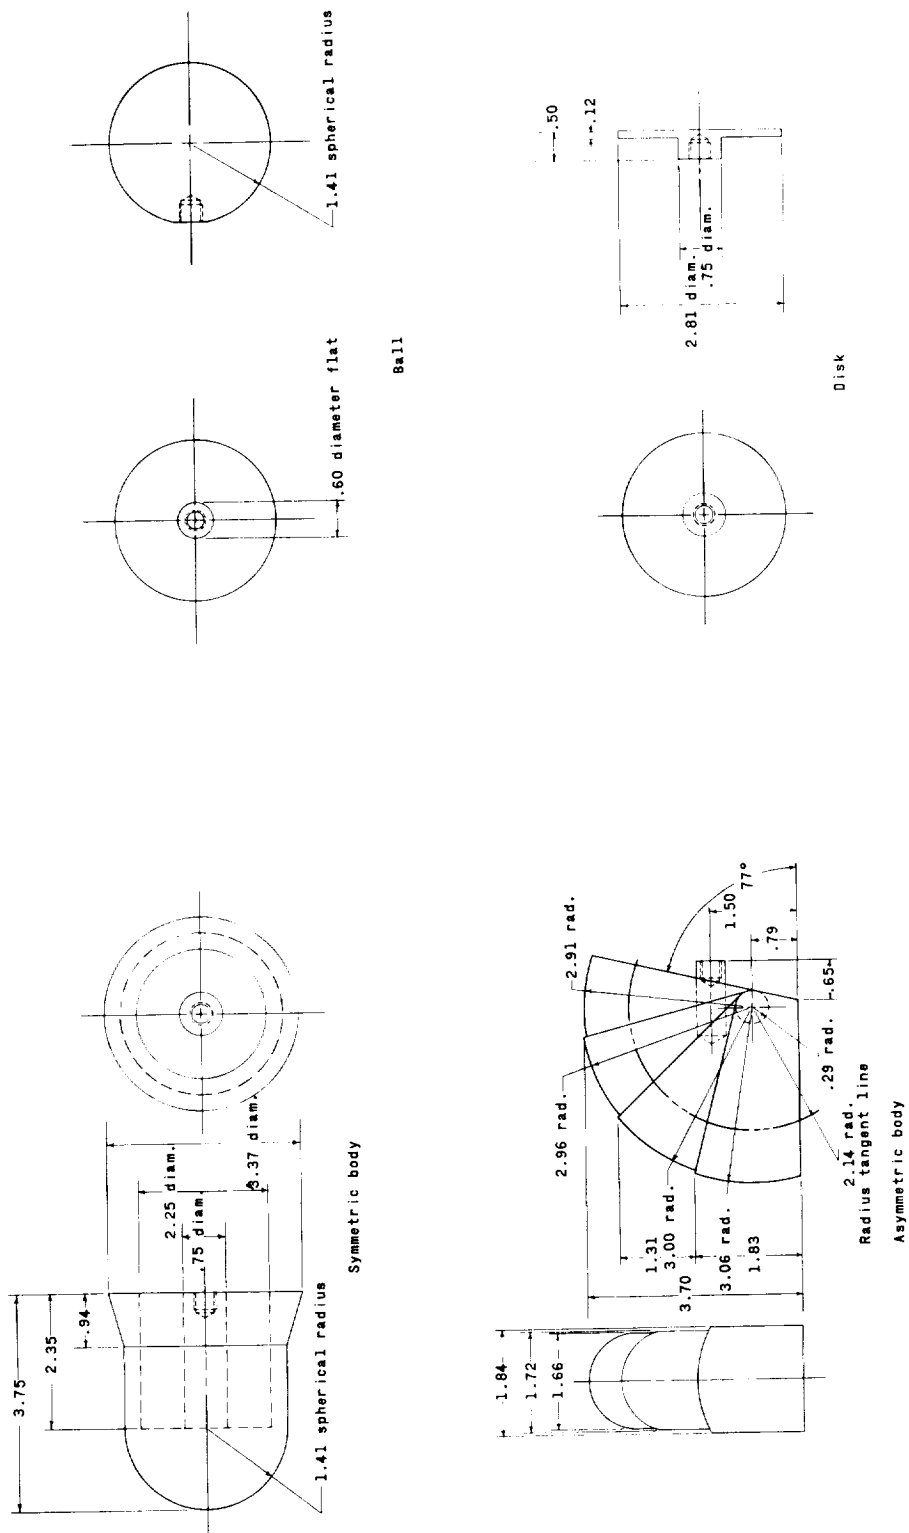 3.75
2.35
.94
1.41 spherical radius
.75 diam.
2.25 diam.
3.37 diam.
Symmetric body
.60 diameter flat
1.41 spherical radius
Ball
1.84
1.72
1.66
3.70
1.31
1.83
2.96 rad.
3.00 rad.
3.06 rad.
2.91 rad.
1.50
77°
.79
.65
.29 rad.
2.14 rad.
Radius tangent line
Asymmetric body
.50
.12
2.81 diam.
.75 diam.
Disk